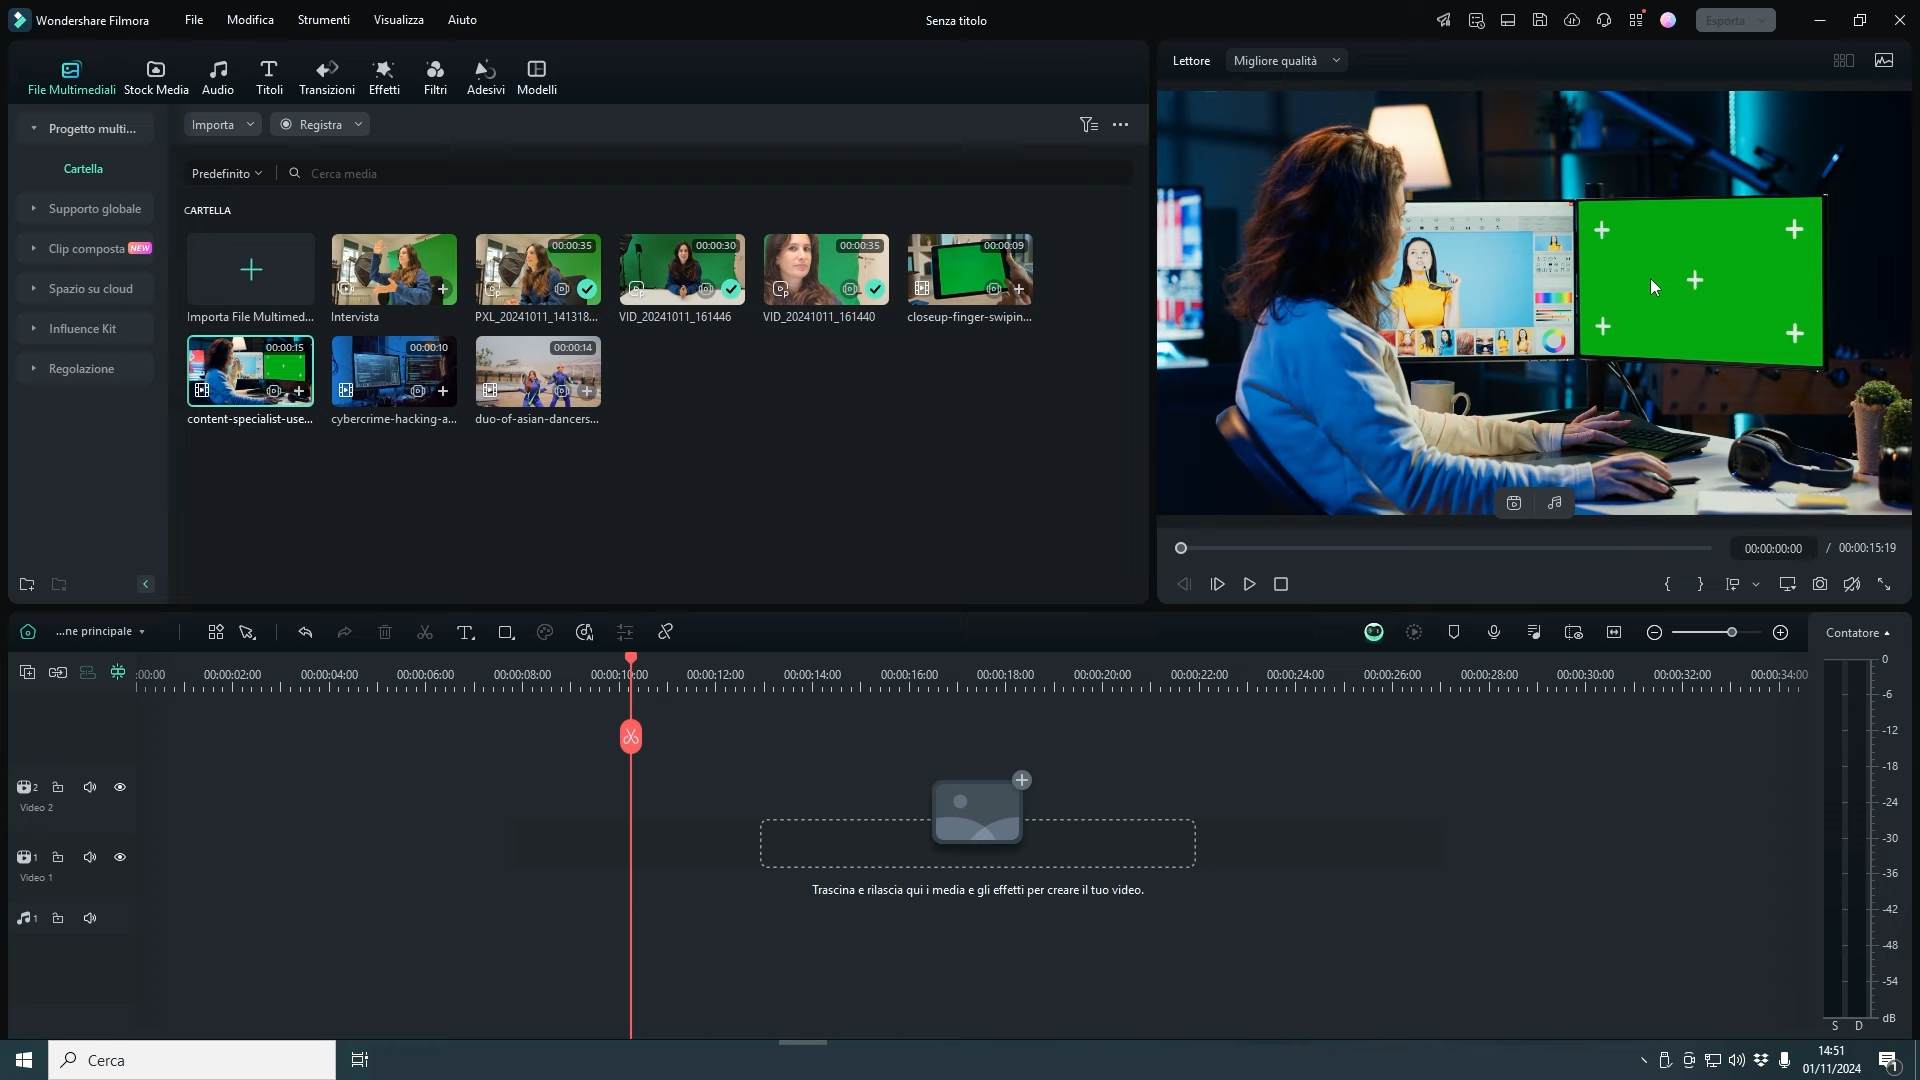 Wondershare Filmora
File
Modifica
Strumenti
Visualizza
Aiuto
Senza titolo
Esporta
File Multimediali
Stock Media
Audio
Titoli
Transizioni
Effetti
Filtri
Adesivi
Modelli
Lettore
Migliore qualità
Progetto multi...
Cartella
Supporto globale
Clip composta NEW
Spazio su cloud
Influence Kit
Regolazione
Importa
Registra
Predefinito
Cerca media
CARTELLA
00:00:35
00:00:30
00:00:35
00:00:09
Importa File Multimed...
Intervista
PXL_20241011_141318...
VID_20241011_161446
VID_20241011_161440
closeup-finger-swipin...
00:00:15
00:00:10
00:00:14
content-specialist-use...
cybercrime-hacking-a...
duo-of-asian-dancers...
00:00:00:00 / 00:00:15:19
...ne principale
Contatore
:00:00
00:00:02:00
00:00:04:00
00:00:06:00
00:00:08:00
00:00:10:00
00:00:12:00
00:00:14:00
00:00:16:00
00:00:18:00
00:00:20:00
00:00:22:00
00:00:24:00
00:00:26:00
00:00:28:00
00:00:30:00
00:00:32:00
00:00:34:00
2
Video 2
1
Video 1
1
Trascina e rilascia qui i media e gli effetti per creare il tuo video.
0
-6
-12
-18
-24
-30
-36
-42
-48
-54
dB
S
D
Cerca
14:51
01/11/2024
1